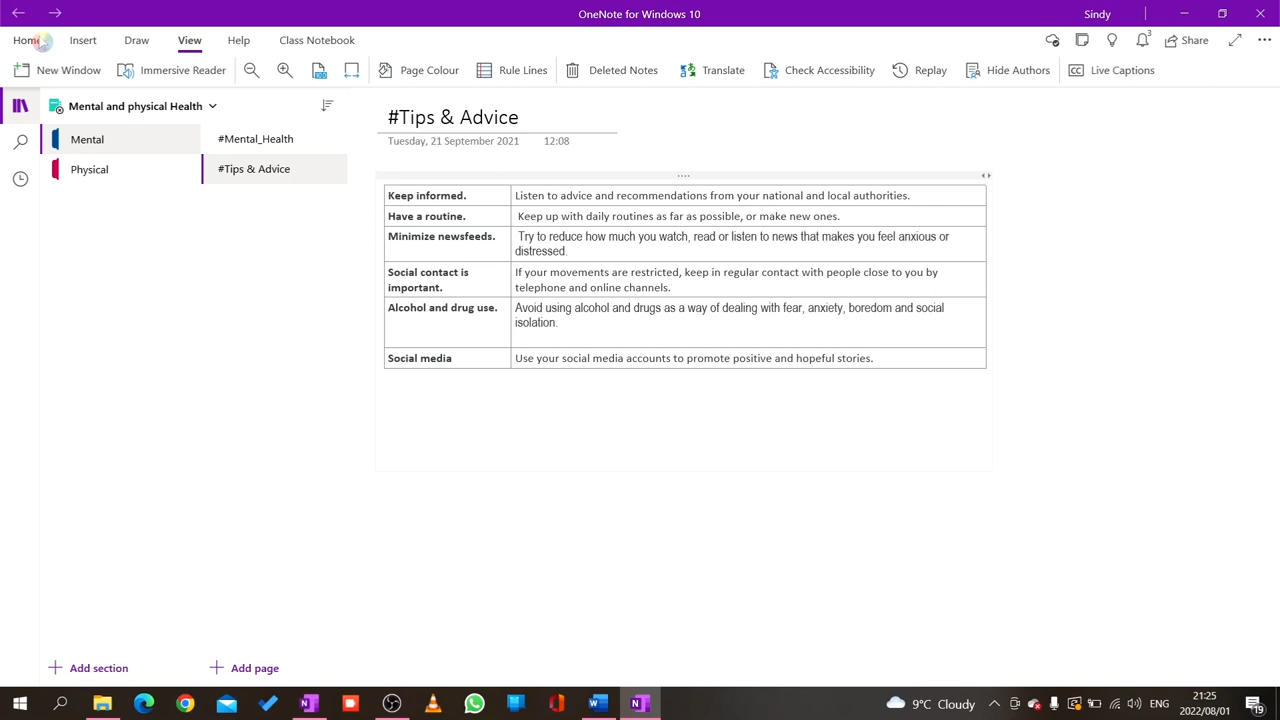 OneNote for Windows 10
Sindy
Home
Insert
Draw
View
Help
Class Notebook
3
Share
New Window
Immersive Reader
Page Colour
Rule Lines
Deleted Notes
Translate
Check Accessibility
Replay
Hide Authors
CC
Live Captions
Mental and physical Health
Mental
Physical
#Mental_Health
#Tips & Advice
#Tips & Advice
Tuesday, 21 September 2021 12:08
Keep informed.
Listen to advice and recommendations from your national and local authorities.
Have a routine.
Keep up with daily routines as far as possible, or make new ones.
Minimize newsfeeds.
Try to reduce how much you watch, read or listen to news that makes you feel anxious or
distressed.
Social contact is
important.
If your movements are restricted, keep in regular contact with people close to you by
telephone and online channels.
Alcohol and drug use.
Avoid using alcohol and drugs as a way of dealing with fear, anxiety, boredom and social
isolation.
Social media
Use your social media accounts to promote positive and hopeful stories.
Add section
Add page
9°C Cloudy
ENG
21:25
2022/08/01
19